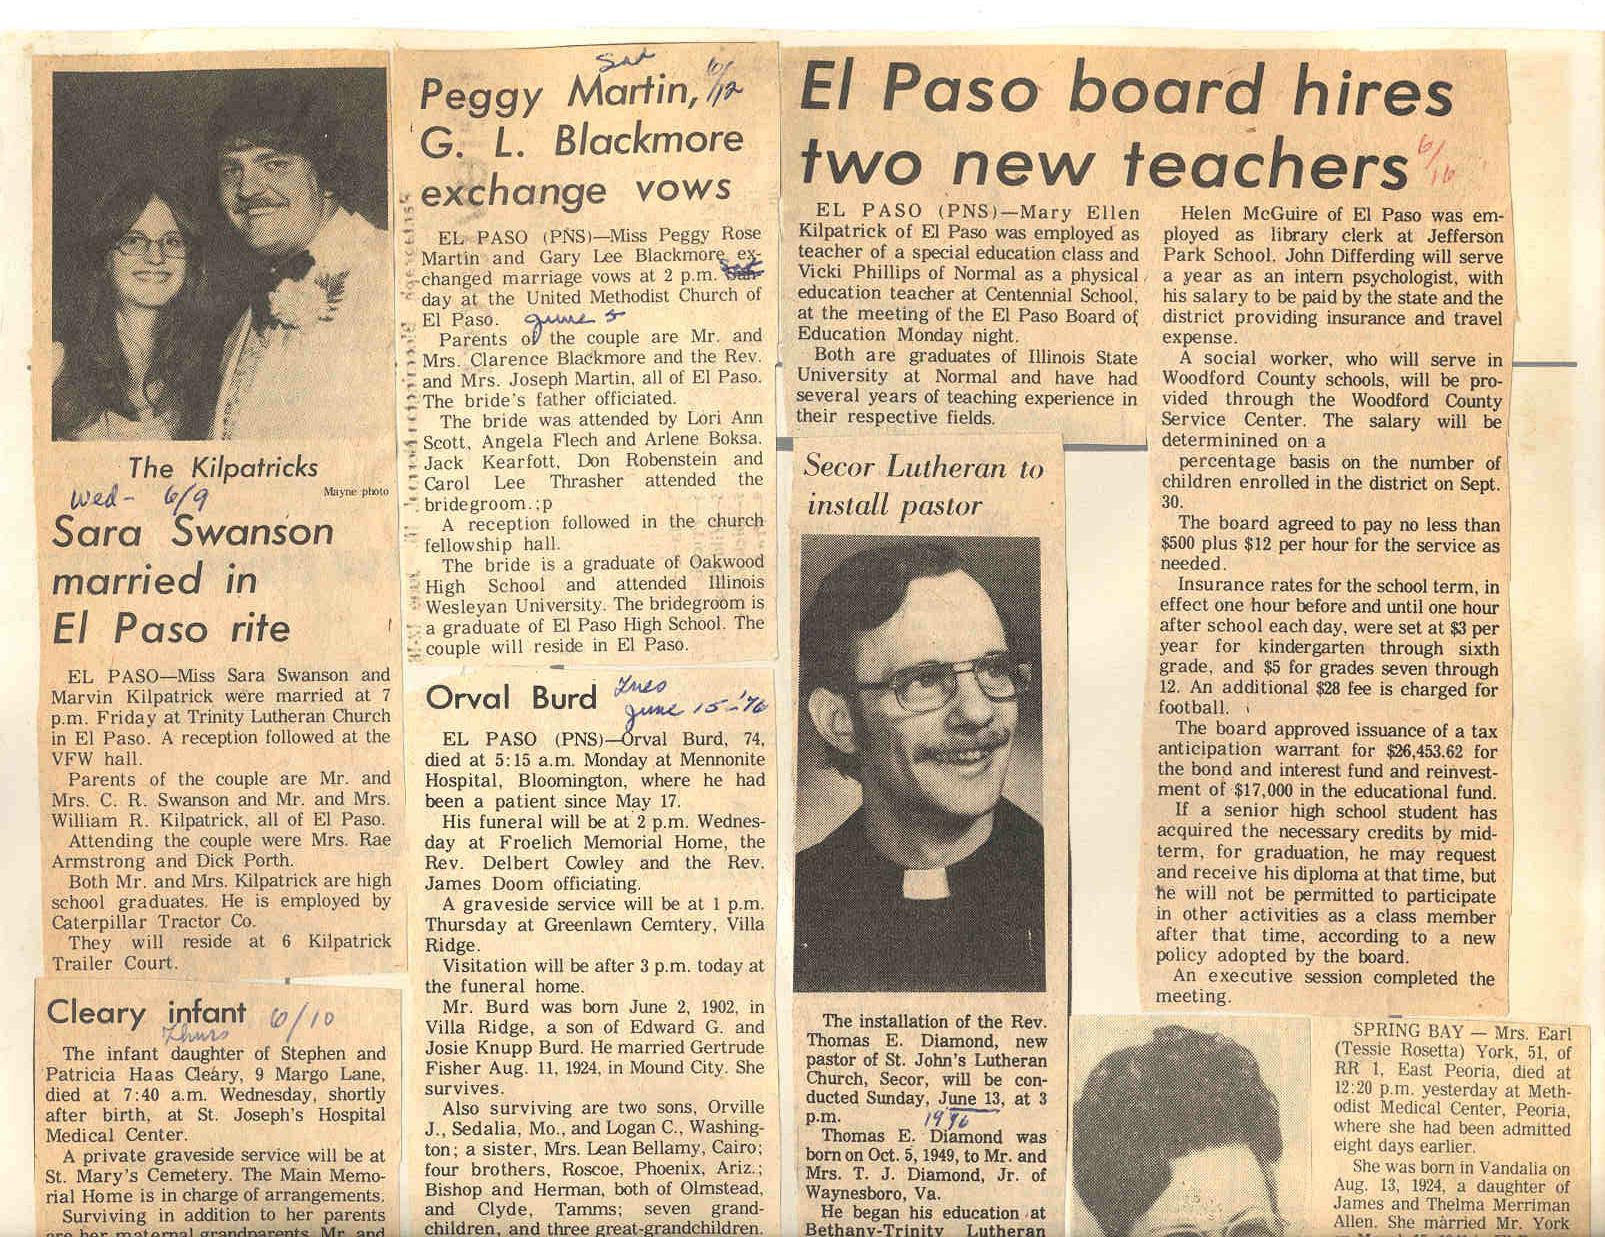 The Kilpatricks
Mayne photo
Wed- 6/9
Sara Swanson
married in
El Paso rite
EL PASO—Miss Sara Swanson and
Marvin Kilpatrick were married at 7
p.m. Friday at Trinity Lutheran Church
in El Paso. A reception followed at the
VFW hall.
Parents of the couple are Mr. and
Mrs. C. R. Swanson and Mr. and Mrs.
William R. Kilpatrick, all of El Paso.
Attending the couple were Mrs. Rae
Armstrong and Dick Porth.
Both Mr. and Mrs. Kilpatrick are high
school graduates. He is employed by
Caterpillar Tractor Co.
They will reside at 6 Kilpatrick
Trailer Court.
Cleary infant 6/10
Thurs
The infant daughter of Stephen and
Patricia Haas Cleary, 9 Margo Lane,
died at 7:40 a.m. Wednesday, shortly
after birth, at St. Joseph's Hospital
Medical Center.
A private graveside service will be at
St. Mary's Cemetery. The Main Memo-
rial Home is in charge of arrangements.
Surviving in addition to her parents
are her maternal grandparents, Mr. and
Sat 6/12
Peggy Martin,
G. L. Blackmore
exchange vows
EL PASO (PNS)—Miss Peggy Rose
Martin and Gary Lee Blackmore ex-
changed marriage vows at 2 p.m. Sat
day at the United Methodist Church of
El Paso. June 5
Parents of the couple are Mr. and
Mrs. Clarence Blackmore and the Rev.
and Mrs. Joseph Martin, all of El Paso.
The bride's father officiated.
The bride was attended by Lori Ann
Scott, Angela Flech and Arlene Boksa.
Jack Kearfott, Don Robenstein and
Carol Lee Thrasher attended the
bridegroom.:p
A reception followed in the church
fellowship hall.
The bride is a graduate of Oakwood
High School and attended Illinois
Wesleyan University. The bridegroom is
a graduate of El Paso High School. The
couple will reside in El Paso.
Orval Burd Tues
June 15-'76
EL PASO (PNS)—Orval Burd, 74,
died at 5:15 a.m. Monday at Mennonite
Hospital, Bloomington, where he had
been a patient since May 17.
His funeral will be at 2 p.m. Wednes-
day at Froelich Memorial Home, the
Rev. Delbert Cowley and the Rev.
James Doom officiating.
A graveside service will be at 1 p.m.
Thursday at Greenlawn Cemtery, Villa
Ridge.
Visitation will be after 3 p.m. today at
the funeral home.
Mr. Burd was born June 2, 1902, in
Villa Ridge, a son of Edward G. and
Josie Knupp Burd. He married Gertrude
Fisher Aug. 11, 1924, in Mound City. She
survives.
Also surviving are two sons, Orville
J., Sedalia, Mo., and Logan C., Washing-
ton; a sister, Mrs. Lean Bellamy, Cairo;
four brothers, Roscoe, Phoenix, Ariz.;
Bishop and Herman, both of Olmstead,
and Clyde, Tamms; seven grand-
children, and three great-grandchildren.
El Paso board hires
two new teachers 6/16
EL PASO (PNS)—Mary Ellen
Kilpatrick of El Paso was employed as
teacher of a special education class and
Vicki Phillips of Normal as a physical
education teacher at Centennial School,
at the meeting of the El Paso Board of
Education Monday night.
Both are graduates of Illinois State
University at Normal and have had
several years of teaching experience in
their respective fields.
Helen McGuire of El Paso was em-
ployed as library clerk at Jefferson
Park School. John Differding will serve
a year as an intern psychologist, with
his salary to be paid by the state and the
district providing insurance and travel
expense.
A social worker, who will serve in
Woodford County schools, will be pro-
vided through the Woodford County
Service Center. The salary will be
determinined on a
percentage basis on the number of
children enrolled in the district on Sept.
30.
The board agreed to pay no less than
$500 plus $12 per hour for the service as
needed.
Insurance rates for the school term, in
effect one hour before and until one hour
after school each day, were set at $3 per
year for kindergarten through sixth
grade, and $5 for grades seven through
12. An additional $28 fee is charged for
football.
The board approved issuance of a tax
anticipation warrant for $26,453.62 for
the bond and interest fund and reinvest-
ment of $17,000 in the educational fund.
If a senior high school student has
acquired the necessary credits by mid-
term, for graduation, he may request
and receive his diploma at that time, but
he will not be permitted to participate
in other activities as a class member
after that time, according to a new
policy adopted by the board.
An executive session completed the
meeting.
Secor Lutheran to
install pastor
The installation of the Rev.
Thomas E. Diamond, new
pastor of St. John's Lutheran
Church, Secor, will be con-
ducted Sunday, June 13, at 3
p.m. 1976
Thomas E. Diamond was
born on Oct. 5, 1949, to Mr. and
Mrs. T. J. Diamond, Jr. of
Waynesboro, Va.
He began his education at
Bethany-Trinity Lutheran
SPRING BAY — Mrs. Earl
(Tessie Rosetta) York, 51, of
RR 1, East Peoria, died at
12:20 p.m. yesterday at Meth-
odist Medical Center, Peoria,
where she had been admitted
eight days earlier.
She was born in Vandalia on
Aug. 13, 1924, a daughter of
James and Thelma Merriman
Allen. She married Mr. York